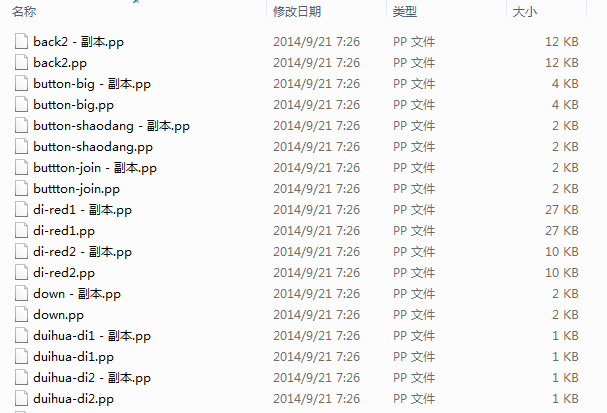 名称 修改日期 类型 大小
back2 - 副本.pp 2014/9/21 7:26 PP 文件 12 KB
back2.pp 2014/9/21 7:26 PP 文件 12 KB
button-big - 副本.pp 2014/9/21 7:26 PP 文件 4 KB
button-big.pp 2014/9/21 7:26 PP 文件 4 KB
button-shaodang - 副本.pp 2014/9/21 7:26 PP 文件 2 KB
button-shaodang.pp 2014/9/21 7:26 PP 文件 2 KB
buttton-join - 副本.pp 2014/9/21 7:26 PP 文件 2 KB
buttton-join.pp 2014/9/21 7:26 PP 文件 2 KB
di-red1 - 副本.pp 2014/9/21 7:26 PP 文件 27 KB
di-red1.pp 2014/9/21 7:26 PP 文件 27 KB
di-red2 - 副本.pp 2014/9/21 7:26 PP 文件 10 KB
di-red2.pp 2014/9/21 7:26 PP 文件 10 KB
down - 副本.pp 2014/9/21 7:26 PP 文件 2 KB
down.pp 2014/9/21 7:26 PP 文件 2 KB
duihua-di1 - 副本.pp 2014/9/21 7:26 PP 文件 1 KB
duihua-di1.pp 2014/9/21 7:26 PP 文件 1 KB
duihua-di2 - 副本.pp 2014/9/21 7:26 PP 文件 1 KB
duihua-di2.pp 2014/9/21 7:26 PP 文件 1 KB